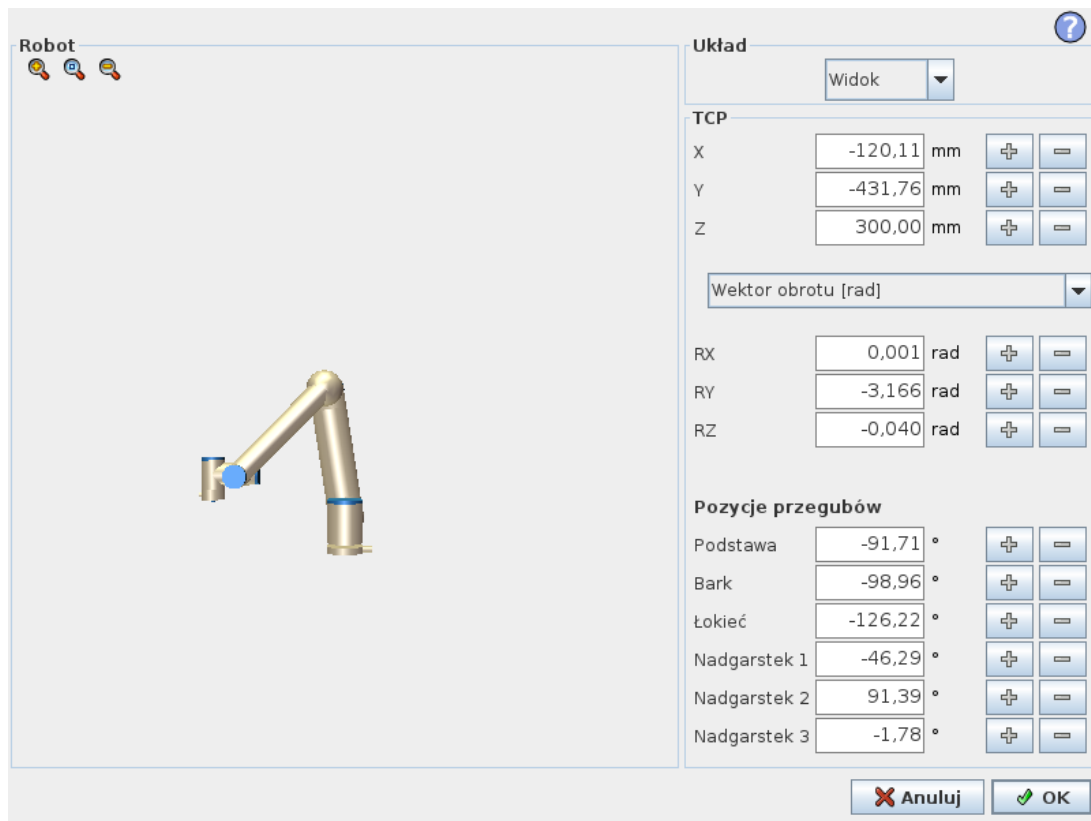 ?
Robot
Układ
Widok
TCP
X -120,11 mm
Y -431,76 mm
Z 300,00 mm
Wektor obrotu [rad]
RX 0,001 rad
RY -3,166 rad
RZ -0,040 rad
Pozycje przegubów
Podstawa -91,71 °
Bark -98,96 °
Łokieć -126,22 °
Nadgarstek 1 -46,29 °
Nadgarstek 2 91,39 °
Nadgarstek 3 -1,78 °
Anuluj OK